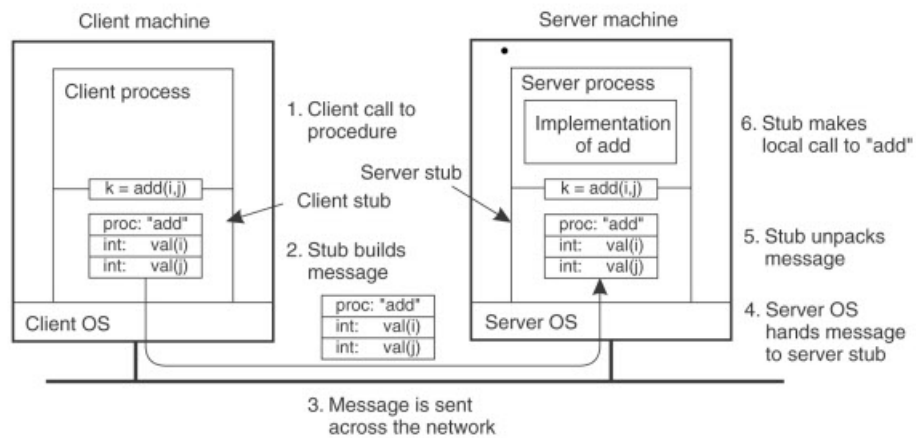 Client machine
Server machine
Client process
1. Client call to
procedure
Server process
Implementation
of add
6. Stub makes
local call to "add"
Server stub
k = add(i,j)
k = add(i,j)
Client stub
proc: "add"
int: val(i)
int: val(j)
2. Stub builds
message
proc: "add"
int: val(i)
int: val(j)
5. Stub unpacks
message
proc: "add"
int: val(i)
int: val(j)
Client OS
Server OS
4. Server OS
hands message
to server stub
3. Message is sent
across the network